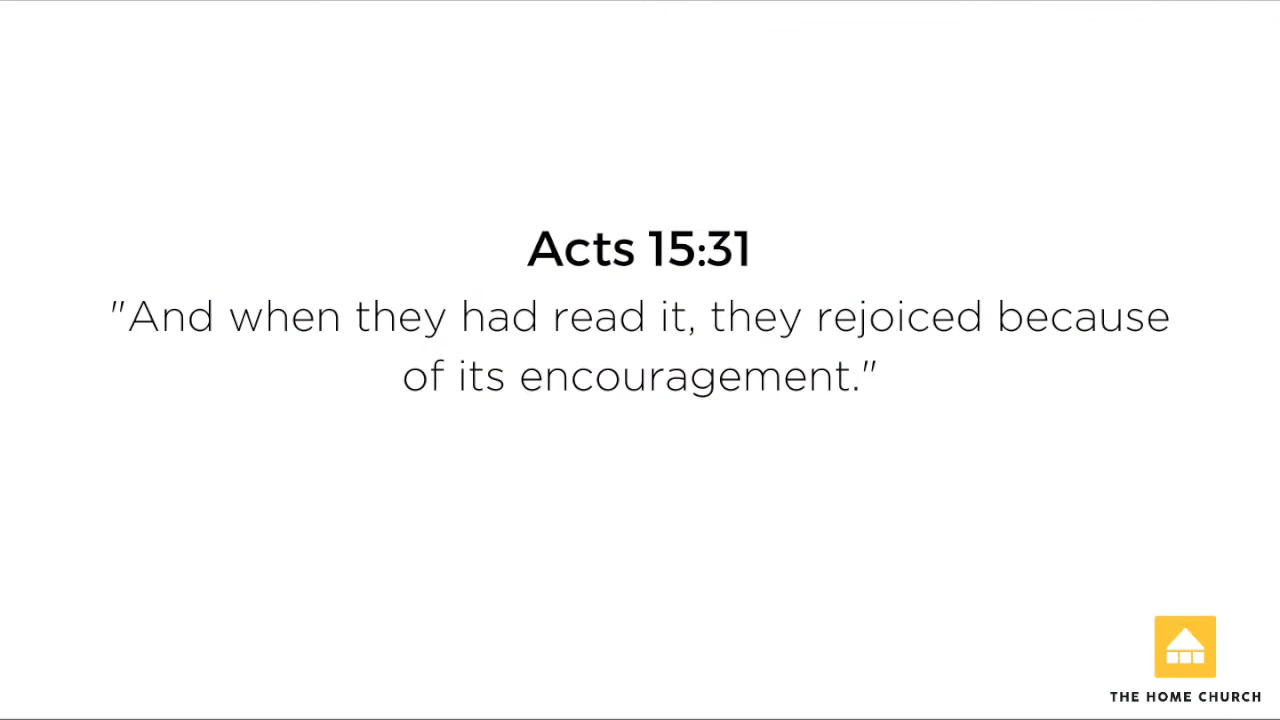 Acts 15:31
"And when they had read it, they rejoiced because
of its encouragement."
THE HOME CHURCH